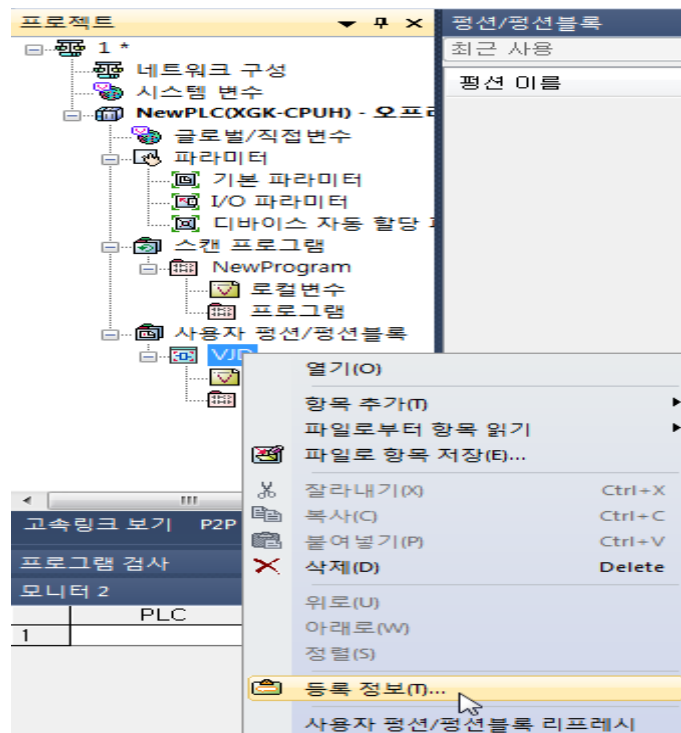 프로젝트
1 *
네트워크 구성
시스템 변수
NewPLC(XGK-CPUH) - 오프
글로벌/직접변수
파라미터
기본 파라미터
I/O 파라미터
디바이스 자동 할당
스캔 프로그램
NewProgram
로컬변수
프로그램
사용자 펑션/펑션블록
VJD
평션/평션블록
최근 사용
평션 이름
열기(O)
항목 추가(T)
파일로부터 항목 읽기
파일로 항목 저장(E)...
잘라내기(X) Ctrl+X
복사(C) Ctrl+C
붙여넣기(P) Ctrl+V
삭제(D) Delete
위로(U)
아래로(W)
정렬(S)
등록 정보(T)...
사용자 펑션/펑션블록 리프레시
고속링크 보기 P2P
프로그램 검사
모니터 2
PLC
1